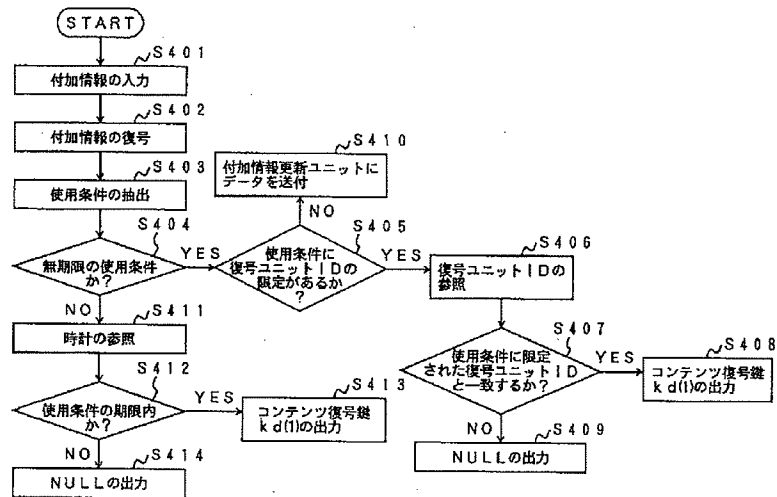 START
S401
付加情報の入力
S402
付加情報の復号
S403
使用条件の抽出
S404
無期限の使用条件
か?
YES
NO
S405
使用条件に
復号ユニットIDの
限定があるか
?
NO
YES
S410
付加情報更新ユニットに
データを送付
S406
復号ユニットIDの
参照
S407
使用条件に限定
された復号ユニットID
と一致するか?
YES
NO
S408
コンテンツ復号鍵
kd(1)の出力
S409
NULLの出力
S411
時計の参照
S412
使用条件の期限内
か?
YES
NO
S413
コンテンツ復号鍵
kd(1)の出力
S414
NULLの出力